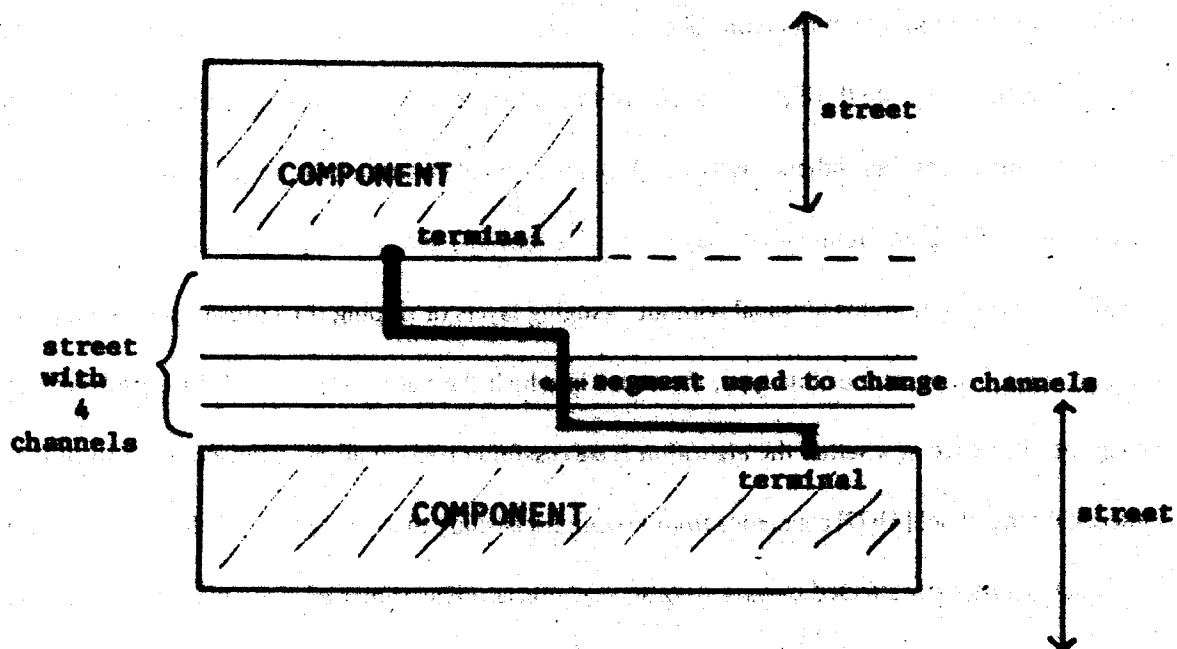 street
COMPONENT
terminal
street
with
4
channels
segment used to change channels
terminal
COMPONENT
street